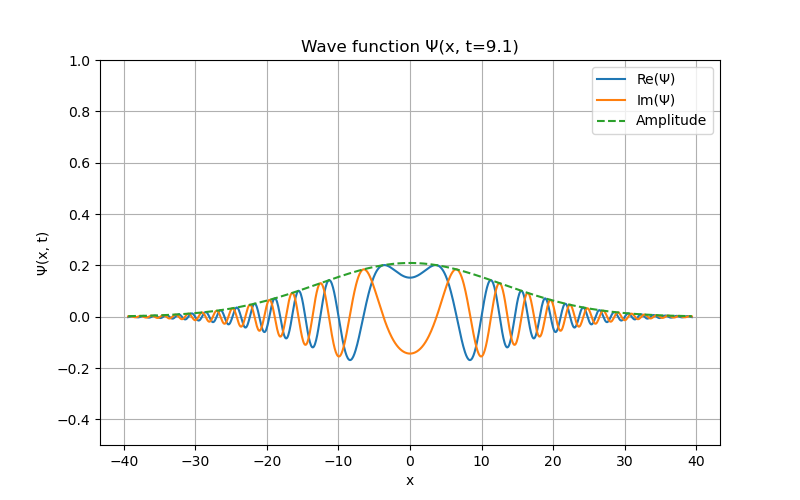 Wave function Ψ(x, t=9.1)
Re(Ψ)
Im(Ψ)
Amplitude
Ψ(x, t)
1.0
0.8
0.6
0.4
0.2
0.0
−0.2
−0.4
−40 −30 −20 −10 0 10 20 30 40
x